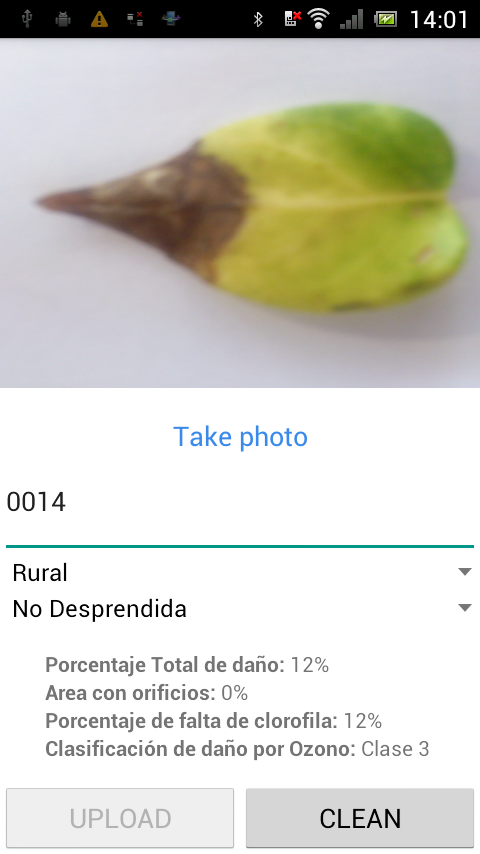 14:01
Take photo
0014
Rural
No Desprendida
Porcentaje Total de daño: 12%
Area con orificios: 0%
Porcentaje de falta de clorofila: 12%
Clasificación de daño por Ozono: Clase 3
UPLOAD CLEAN